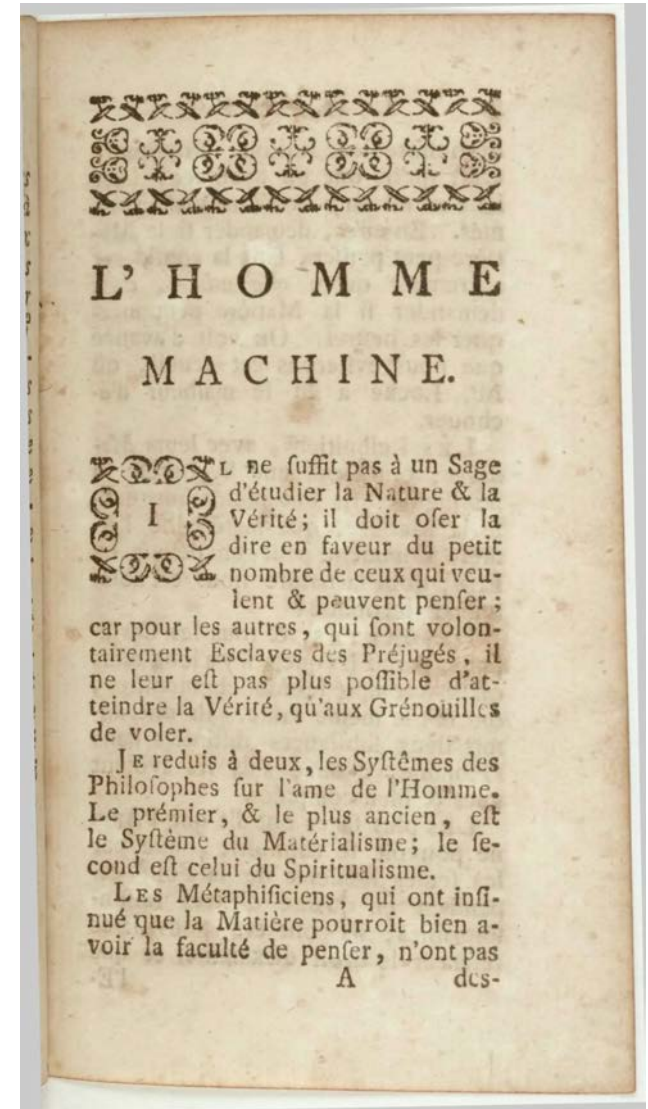 L' HOMME
MACHINE.
IL ne ſuffit pas à un Sage
d'étudier la Nature & la
Vérité; il doit oſer la
dire en faveur du petit
nombre de ceux qui veu-
lent & peuvent penſer;
car pour les autres, qui ſont volon-
tairement Eſclaves des Préjugés, il
ne leur eſt pas plus poſſible d'at-
teindre la Vérité, qu'aux Grénouilles
de voler.
JE reduis à deux, les Syſtêmes des
Philoſophes ſur l'ame de l'Homme.
Le prémier, & le plus ancien, eſt
le Syſtème du Matérialisme; le ſe-
cond eſt celui du Spiritualisme.
LES Métaphiſiciens, qui ont inſi-
nué que la Matière pourroit bien a-
voir la faculté de penſer, n'ont pas
A des-